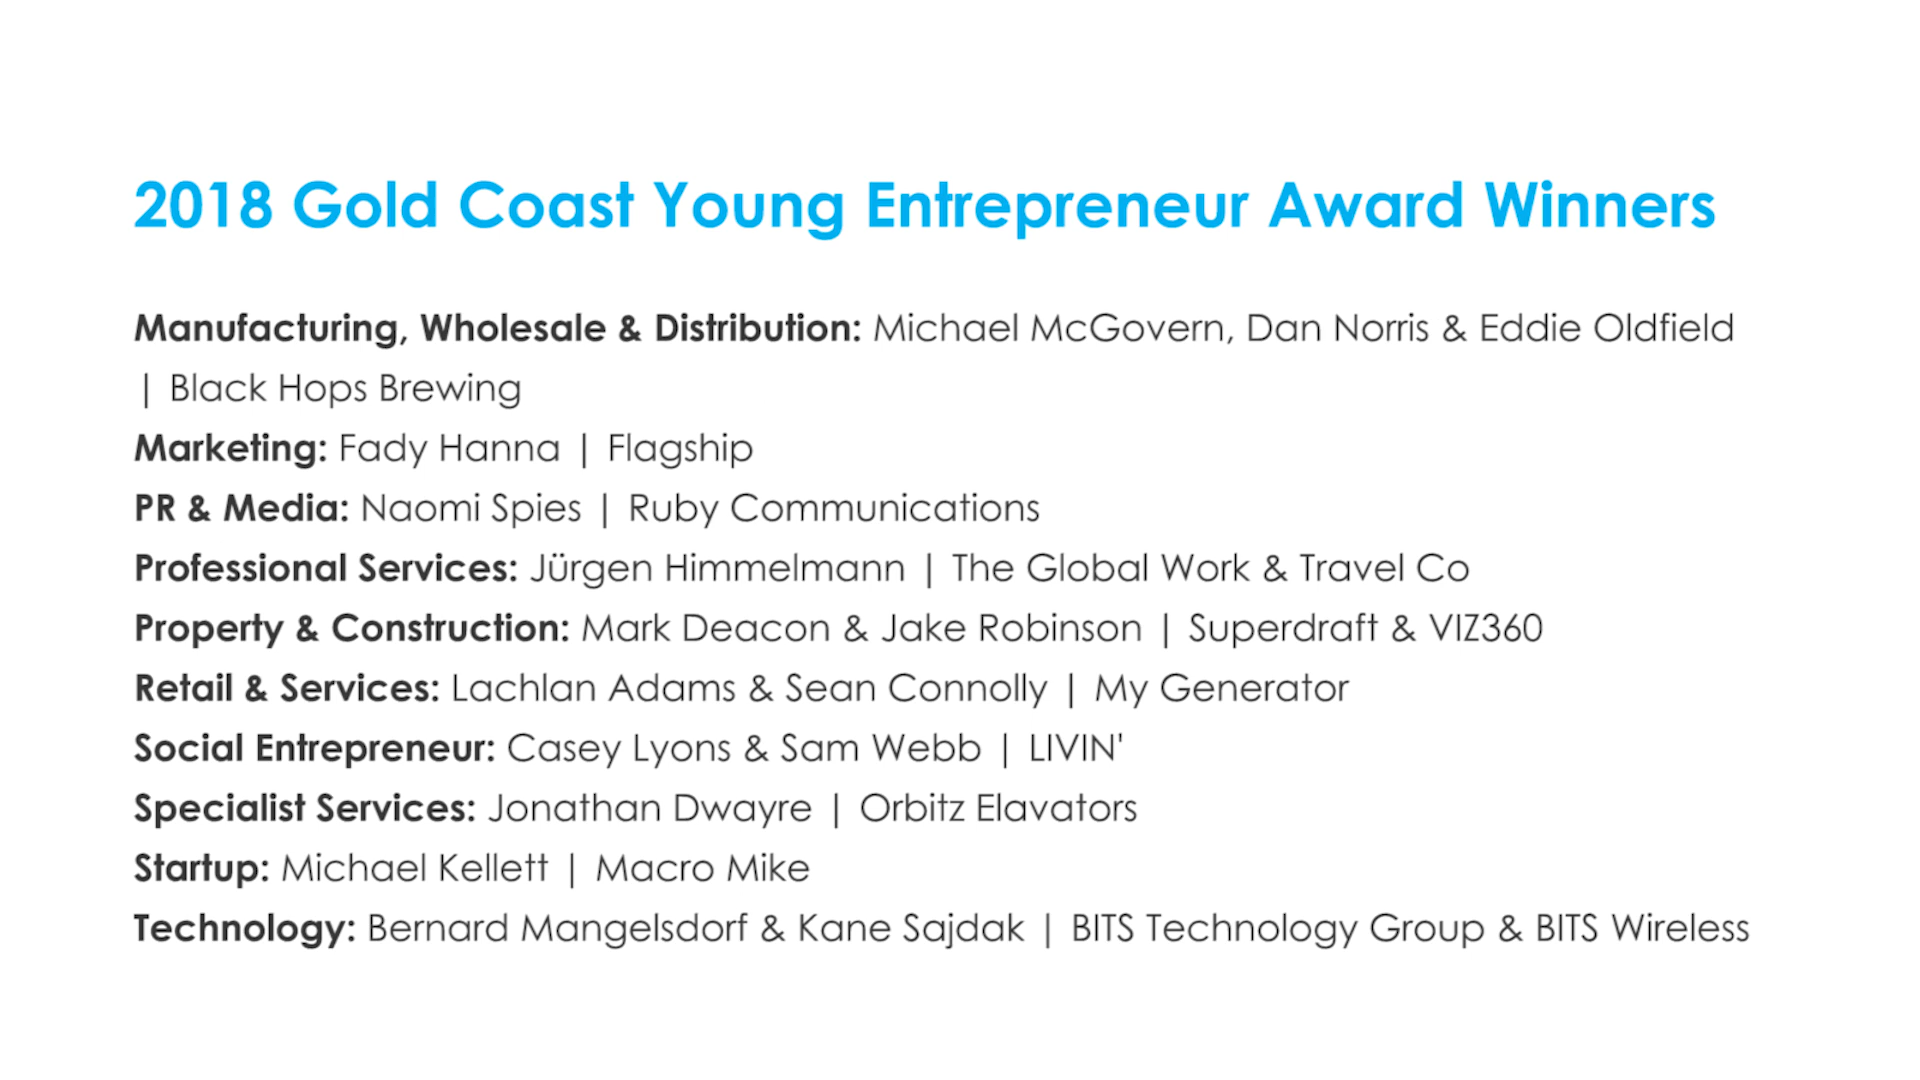 2018 Gold Coast Young Entrepreneur Award Winners
Manufacturing, Wholesale & Distribution: Michael McGovern, Dan Norris & Eddie Oldfield
| Black Hops Brewing
Marketing: Fady Hanna | Flagship
PR & Media: Naomi Spies | Ruby Communications
Professional Services: Jürgen Himmelmann | The Global Work & Travel Co
Property & Construction: Mark Deacon & Jake Robinson | Superdraft & VIZ360
Retail & Services: Lachlan Adams & Sean Connolly | My Generator
Social Entrepreneur: Casey Lyons & Sam Webb | LIVIN'
Specialist Services: Jonathan Dwayre | Orbitz Elavators
Startup: Michael Kellett | Macro Mike
Technology: Bernard Mangelsdorf & Kane Sajdak | BITS Technology Group & BITS Wireless